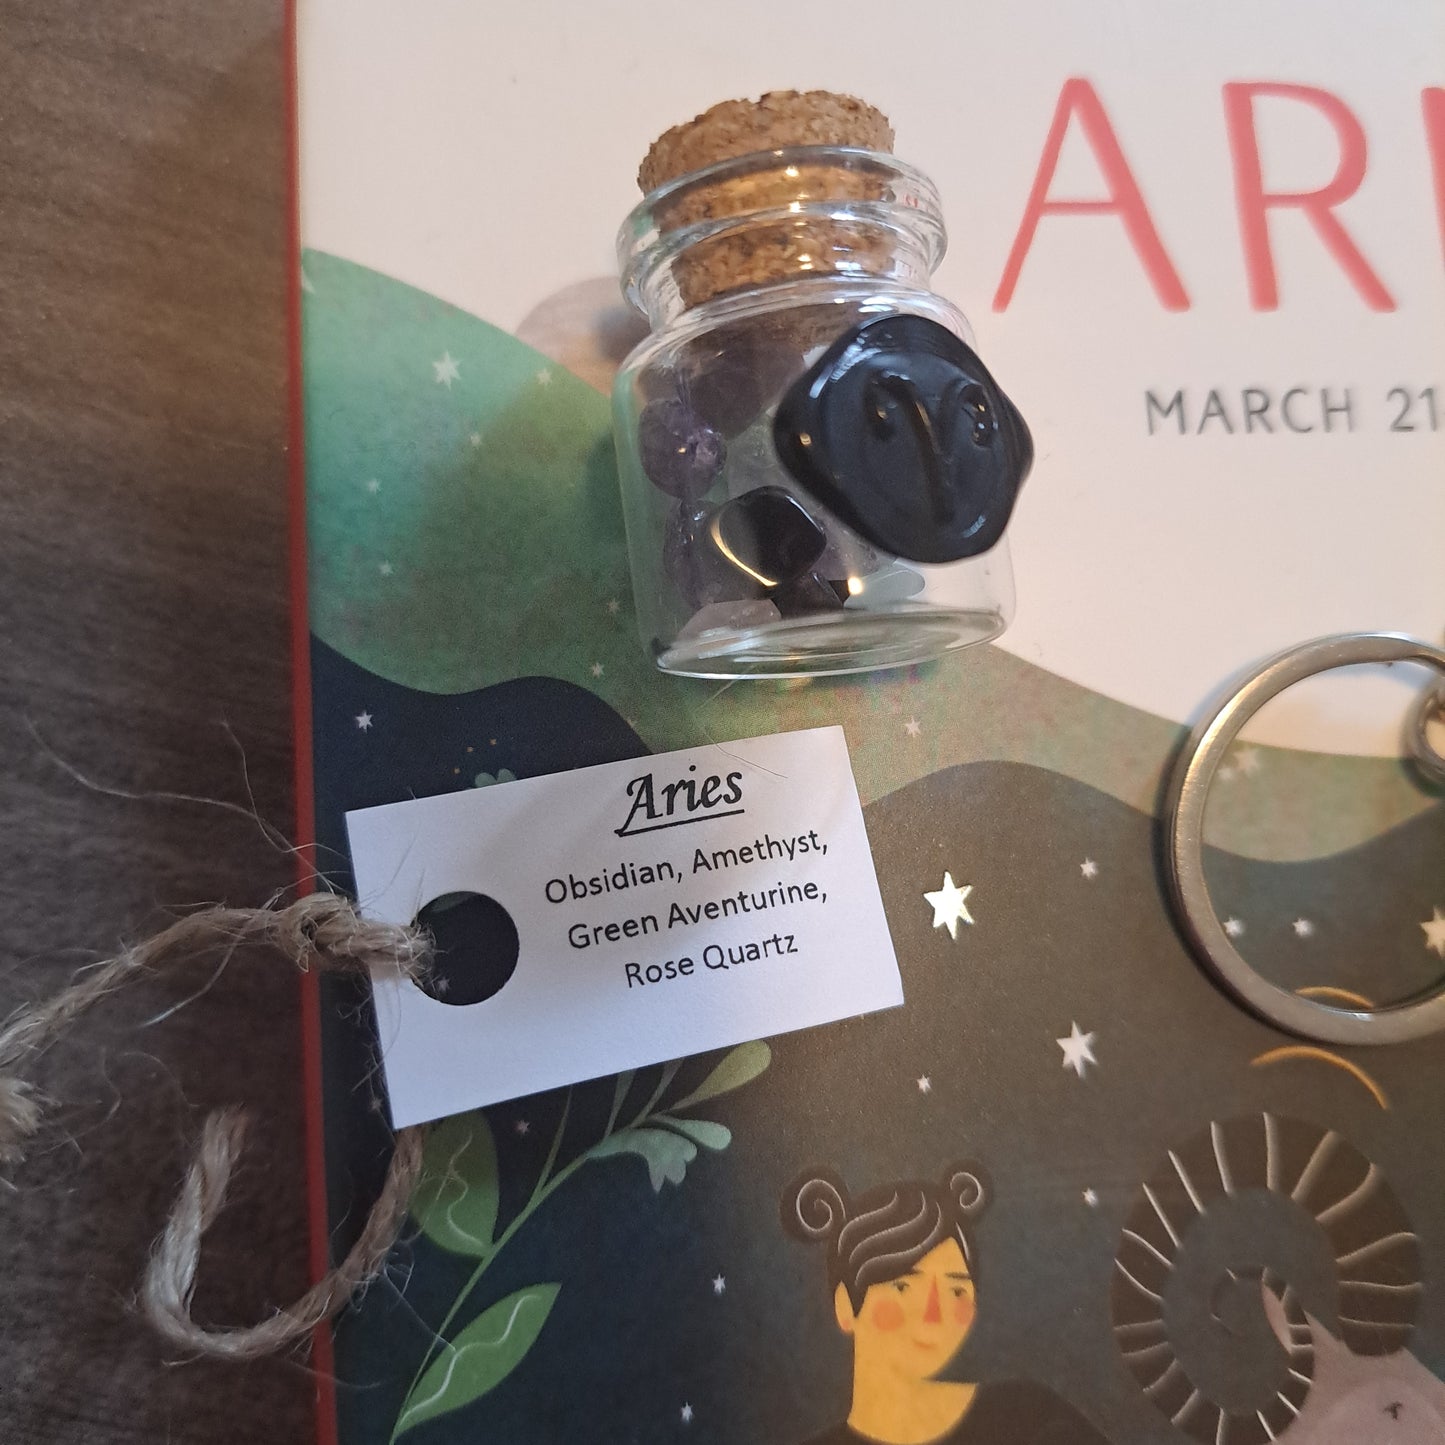 ARI
MARCH 21
Aries
Obsidian, Amethyst,
Green Aventurine,
Rose Quartz